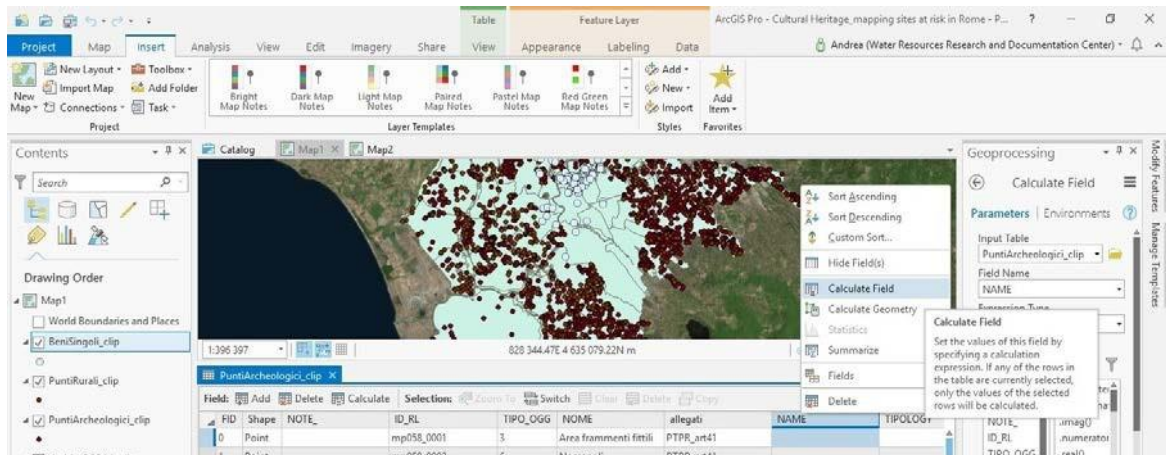 Table
Feature Layer
ArcGIS Pro - Cultural Heritage_mapping sites at risk in Rome - P...
?
Project Map Insert Analysis View Edit Imagery Share View Appearance Labeling Data
Andrea (Water Resources Research and Documentation Center)
New Map
New Layout
Import Map
Connections
Toolbox
Add Folder
Task
Project
Bright Map Notes
Dark Map Notes
Light Map Notes
Paired Map Notes
Pastel Map Notes
Red Green Map Notes
Layer Templates
Add
New
Import
Styles
Add Item
Favorites
Contents
Search
Drawing Order
Map1
World Boundaries and Places
BeniSingoli_clip
PuntiRurali_clip
PuntiArcheologici_clip
Catalog Map1 Map2
1:396 397
828 344.47E 4 635 079.22N m
PuntiArcheologici_clip
Field: Add Delete Calculate Selection: Zoom To Switch Clear Delete Copy
FID Shape NOTE_ ID_RL TIPO_OGG NOME allegati NAME TIPOLOGY
0 Point mp058_0001 3 Area frammenti fittili PTPR_art41
Sort Ascending
Sort Descending
Custom Sort...
Hide Field(s)
Calculate Field
Calculate Geometry
Statistics
Summarize
Fields
Delete
Calculate Field
Set the values of this field by
specifying a calculation
expression. If any of the rows in
the table are currently selected,
only the values of the selected
rows will be calculated.
Geoprocessing
Calculate Field
Parameters Environments
Input Table
PuntiArcheologici_clip
Field Name
NAME
Expression Type
NOTE_ .imag()
ID_RL .numerator
TIPO_OGG .real()
Modify Features
Manage Templates